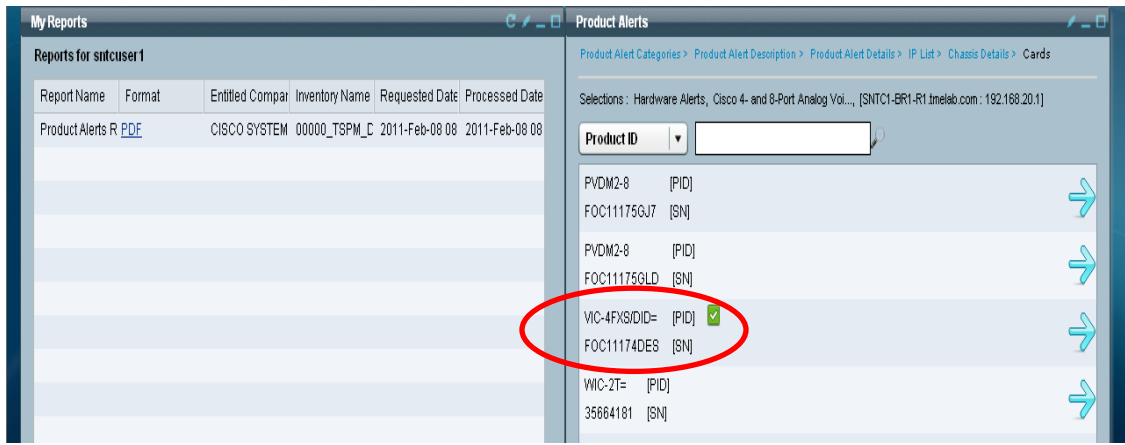 My Reports
Reports for sntcuser1
Report Name Format Entitled Compar Inventory Name Requested Date Processed Date
Product Alerts R PDF CISCO SYSTEM 00000_TSPM_D 2011-Feb-08 08 2011-Feb-08 08
Product Alerts
Product Alert Categories > Product Alert Description > Product Alert Details > IP List > Chassis Details > Cards
Selections : Hardware Alerts, Cisco 4- and 8-Port Analog Voi..., [SNTC1-BR1-R1.tmelab.com : 192.168.20.1]
Product ID
PVDM2-8 [PID]
FOC11175GJ7 [SN]
PVDM2-8 [PID]
FOC11175GLD [SN]
VIC-4FXS/DID= [PID]
FOC11174DES [SN]
WIC-2T= [PID]
35664181 [SN]